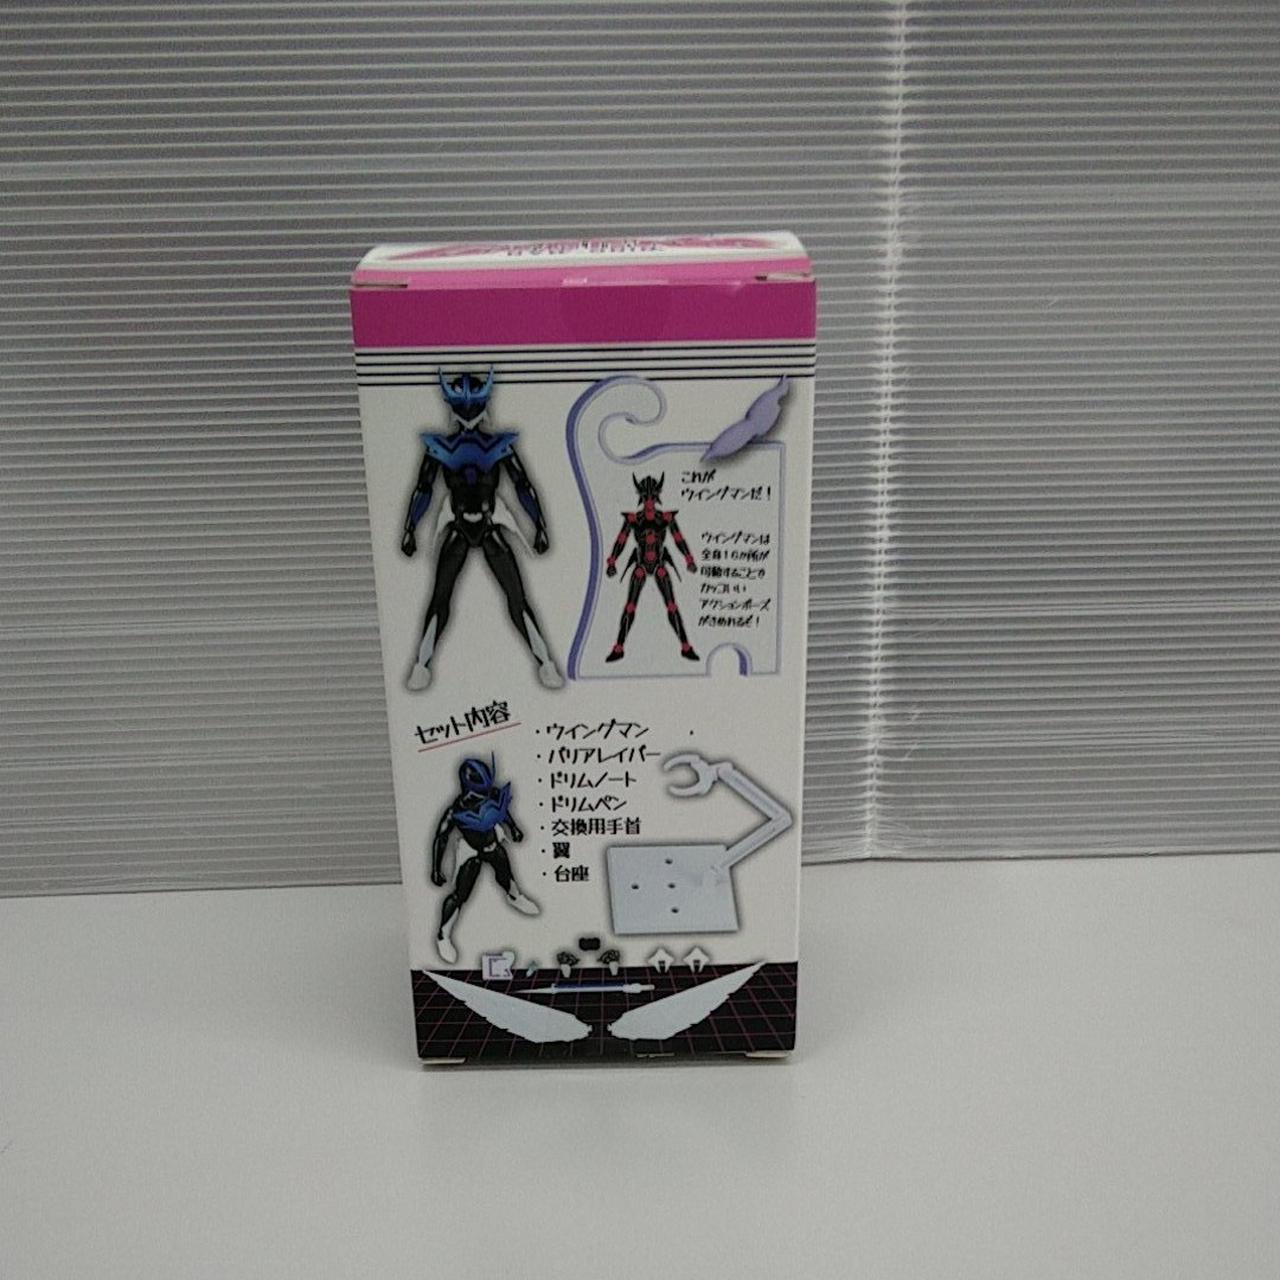 これが
ウイングマンだ!
ウイングマンは
全身16か所が
可動することで
カッコいい
アクションポーズ
がきめれるぞ!
セット内容
・ウイングマン
・バリアレイバー
・ドリムノート
・ドリムペン
・交換用手首
・翼
・台座